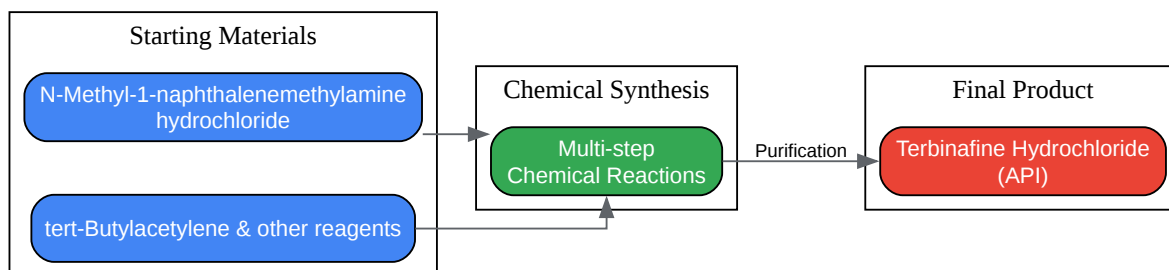 Starting Materials
N-Methyl-1-naphthalenemethylamine
hydrochloride
tert-Butylacetylene & other reagents
Chemical Synthesis
Multi-step
Chemical Reactions
Purification
Final Product
Terbinafine Hydrochloride
(API)